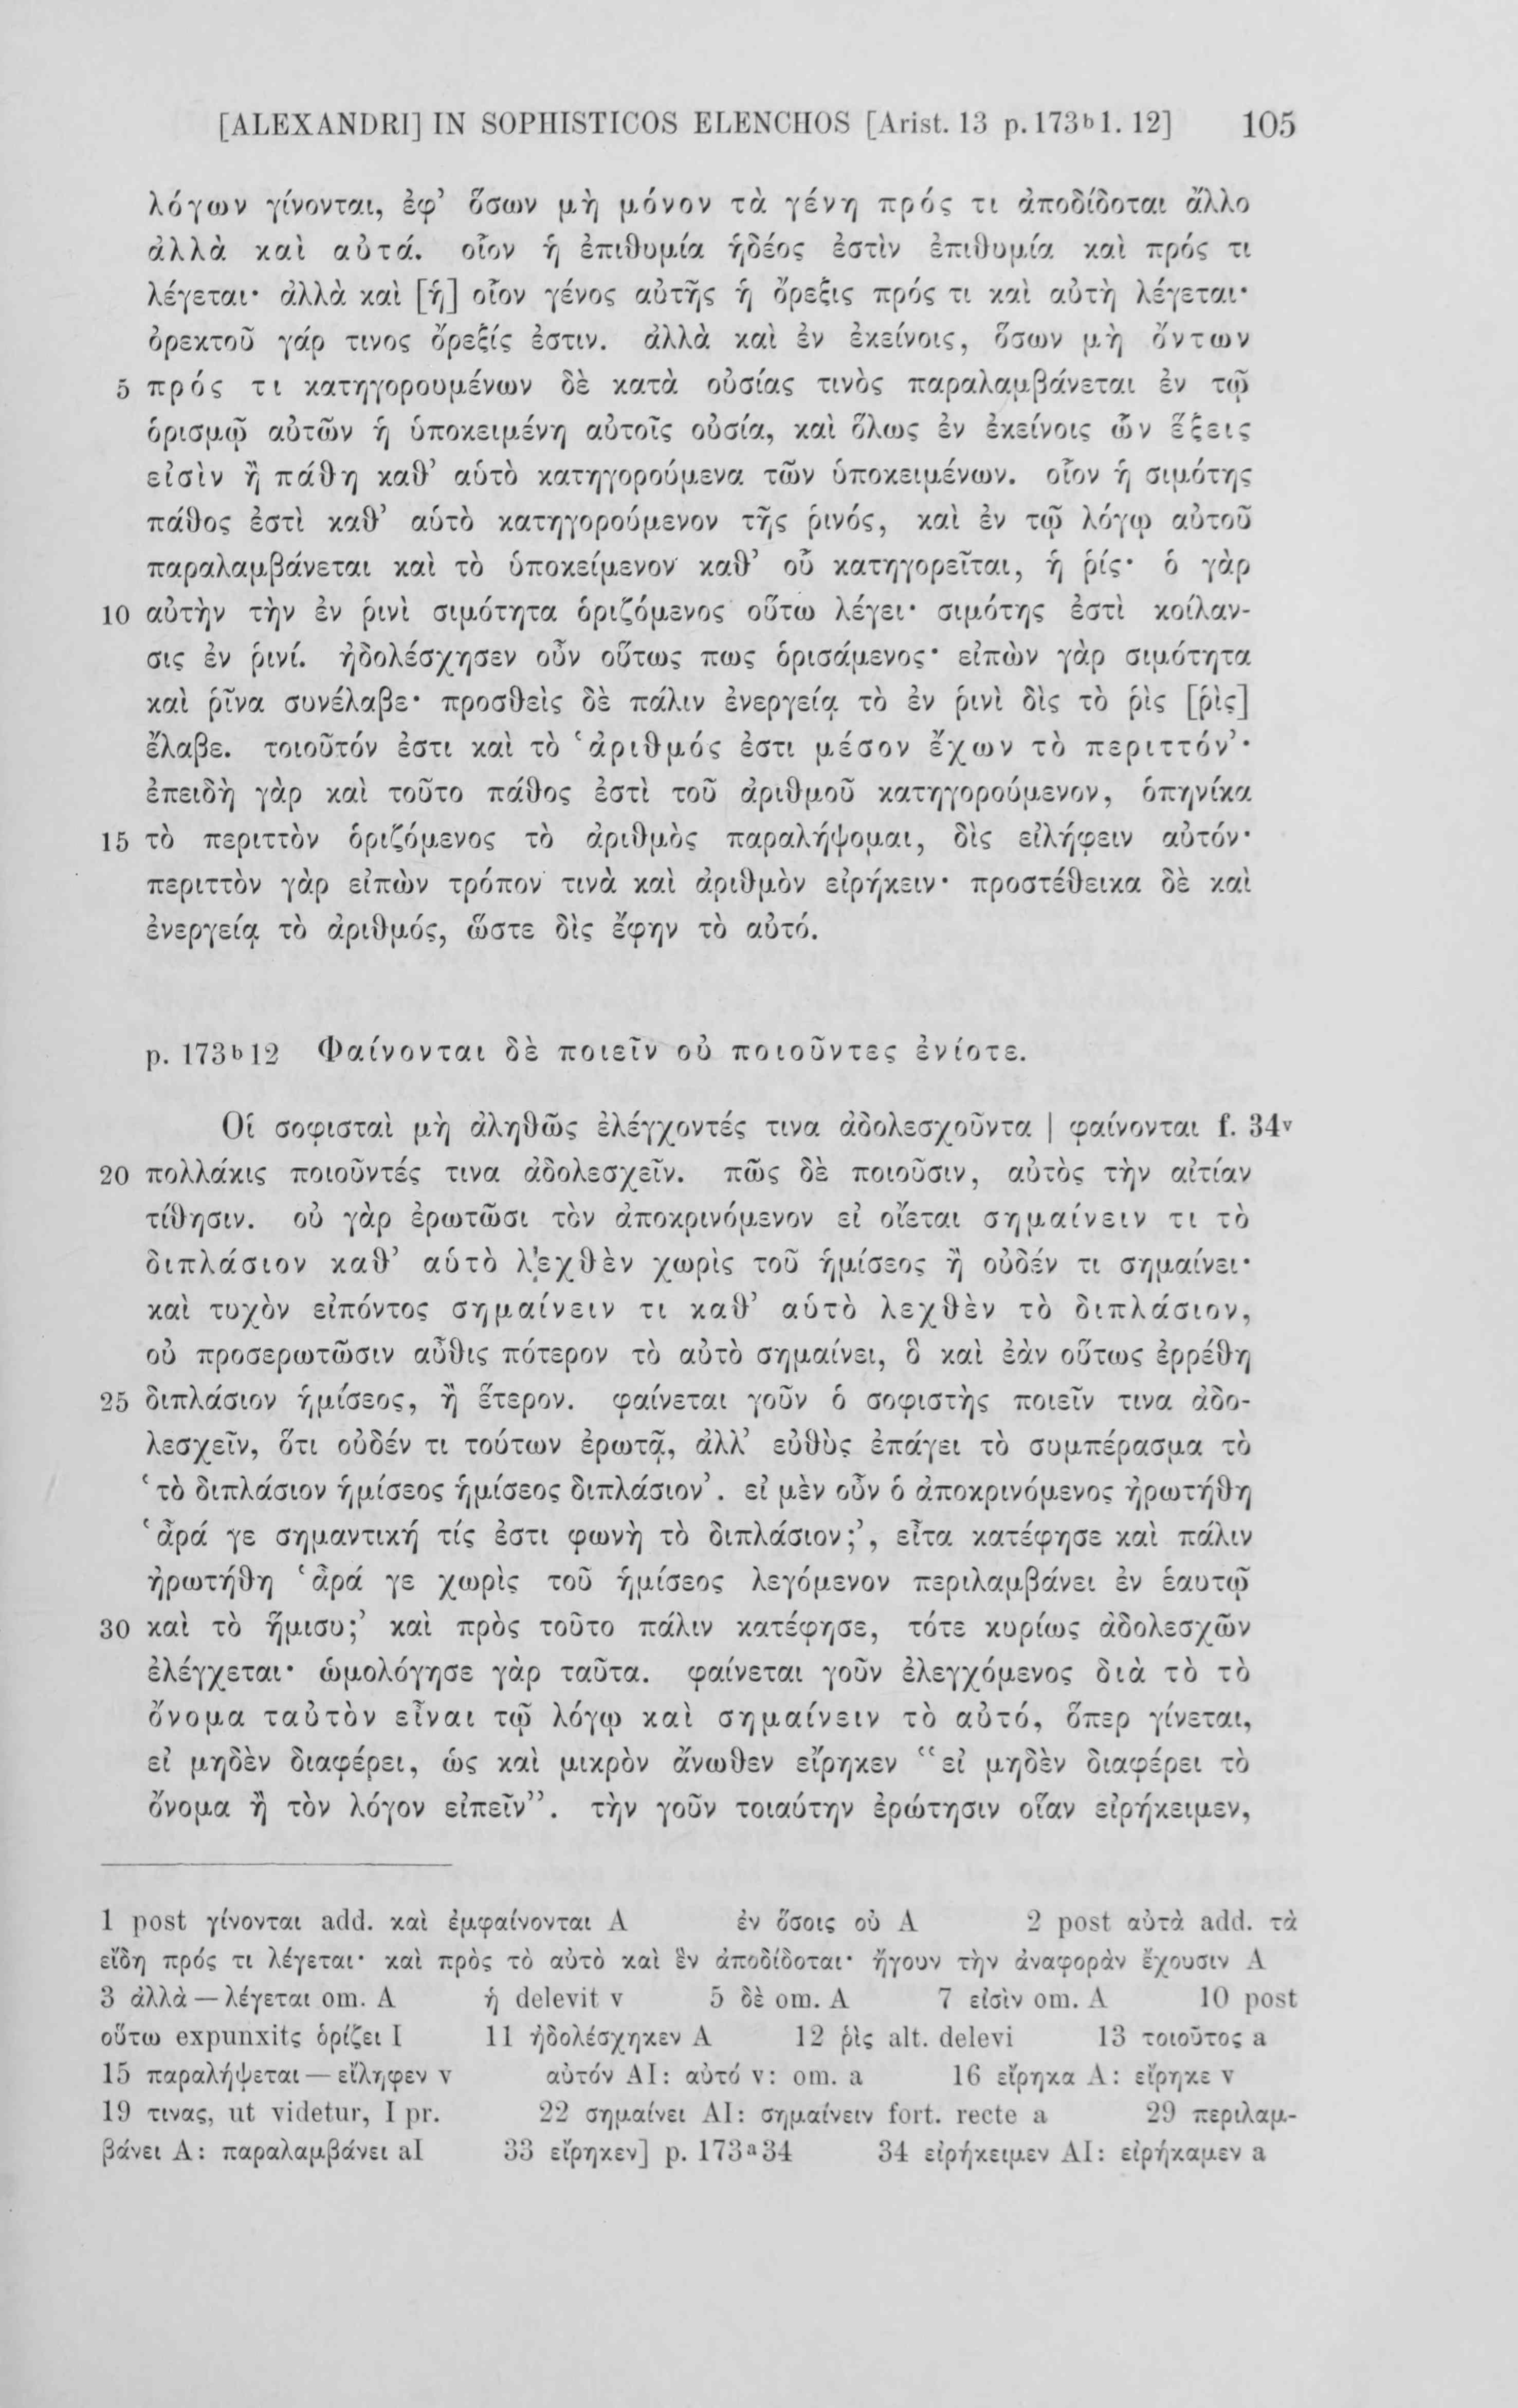 [ALEXANDRI] IN SOPHISTICOS ELENCHOS [Arist. 13 p. 173ᵇ1. 12] 105
λόγων γίνονται, ἐφ’ ὅσων μὴ μόνον τὰ γένη πρός τι ἀποδίδοται ἄλλο
ἀλλὰ καὶ αὐτά. οἷον ἡ ἐπιθυμία ἡδέος ἐστὶν ἐπιθυμία καὶ πρός τι
λέγεται· ἀλλὰ καὶ [ἡ] οἷον γένος αὐτῆς ἡ ὄρεξις πρός τι καὶ αὐτὴ λέγεται·
ὀρεκτοῦ γάρ τινος ὄρεξίς ἐστιν. ἀλλὰ καὶ ἐν ἐκείνοις, ὅσων μὴ ὄντων
5 πρός τι κατηγορουμένων δὲ κατὰ οὐσίας τινὸς παραλαμβάνεται ἐν τῷ
ὁρισμῷ αὐτῶν ἡ ὑποκειμένη αὐτοῖς οὐσία, καὶ ὅλως ἐν ἐκείνοις ὧν ἕξεις
εἰσὶν ἢ πάθη καθ’ αὑτὸ κατηγορούμενα τῶν ὑποκειμένων. οἷον ἡ σιμότης
πάθος ἐστὶ καθ’ αὑτὸ κατηγορούμενον τῆς ῥινός, καὶ ἐν τῷ λόγῳ αὐτοῦ
παραλαμβάνεται καὶ τὸ ὑποκείμενον καθ’ οὗ κατηγορεῖται, ἡ ῥίς· ὁ γὰρ
10 αὐτὴν τὴν ἐν ῥινὶ σιμότητα ὁριζόμενος οὕτω λέγει· σιμότης ἐστὶ κοίλαν-
σις ἐν ῥινί. ἠδολέσχησεν οὖν οὕτως πως ὁρισάμενος· εἰπὼν γὰρ σιμότητα
καὶ ῥῖνα συνέλαβε· προσθεὶς δὲ πάλιν ἐνεργείᾳ τὸ ἐν ῥινὶ δὶς τὸ ῥὶς [ῥὶς]
ἔλαβε. τοιοῦτόν ἐστι καὶ τὸ ‘ἀριθμός ἐστι μέσον ἔχων τὸ περιττόν’·
ἐπειδὴ γὰρ καὶ τοῦτο πάθος ἐστὶ τοῦ ἀριθμοῦ κατηγορούμενον, ὁπηνίκα
15 τὸ περιττὸν ὁριζόμενος τὸ ἀριθμὸς παραλήψομαι, δὶς εἰλήφειν αὐτόν·
περιττὸν γὰρ εἰπὼν τρόπον τινὰ καὶ ἀριθμὸν εἰρήκειν· προστέθεικα δὲ καὶ
ἐνεργείᾳ τὸ ἀριθμός, ὥστε δὶς ἔφην τὸ αὐτό.
p. 173ᵇ12 Φαίνονται δὲ ποιεῖν οὐ ποιοῦντες ἐνίοτε.
Οἱ σοφισταὶ μὴ ἀληθῶς ἐλέγχοντές τινα ἀδολεσχοῦντα | φαίνονται f. 34ᵛ
20 πολλάκις ποιοῦντές τινα ἀδολεσχεῖν. πῶς δὲ ποιοῦσιν, αὐτὸς τὴν αἰτίαν
τίθησιν. οὐ γὰρ ἐρωτῶσι τὸν ἀποκρινόμενον εἰ οἴεται σημαίνειν τι τὸ
διπλάσιον καθ’ αὑτὸ λεχθὲν χωρὶς τοῦ ἡμίσεος ἢ οὐδέν τι σημαίνει·
καὶ τυχὸν εἰπόντος σημαίνειν τι καθ’ αὑτὸ λεχθὲν τὸ διπλάσιον,
οὐ προσερωτῶσιν αὖθις πότερον τὸ αὐτὸ σημαίνει, ὃ καὶ ἐὰν οὕτως ἐρρέθη
25 διπλάσιον ἡμίσεος, ἢ ἕτερον. φαίνεται γοῦν ὁ σοφιστὴς ποιεῖν τινα ἀδο-
λεσχεῖν, ὅτι οὐδέν τι τούτων ἐρωτᾷ, ἀλλ’ εὐθὺς ἐπάγει τὸ συμπέρασμα τὸ
‘τὸ διπλάσιον ἡμίσεος ἡμίσεος διπλάσιον’. εἰ μὲν οὖν ὁ ἀποκρινόμενος ἠρωτήθη
‘ἆρά γε σημαντική τίς ἐστι φωνὴ τὸ διπλάσιον;’, εἶτα κατέφησε καὶ πάλιν
ἠρωτήθη ‘ἆρά γε χωρὶς τοῦ ἡμίσεος λεγόμενον περιλαμβάνει ἐν ἑαυτῷ
30 καὶ τὸ ἥμισυ;’ καὶ πρὸς τοῦτο πάλιν κατέφησε, τότε κυρίως ἀδολεσχῶν
ἐλέγχεται· ὡμολόγησε γὰρ ταῦτα. φαίνεται γοῦν ἐλεγχόμενος διὰ τὸ τὸ
ὄνομα ταὐτὸν εἶναι τῷ λόγῳ καὶ σημαίνειν τὸ αὐτό, ὅπερ γίνεται,
εἰ μηδὲν διαφέρει, ὡς καὶ μικρὸν ἄνωθεν εἴρηκεν “εἰ μηδὲν διαφέρει τὸ
ὄνομα ἢ τὸν λόγον εἰπεῖν”. τὴν γοῦν τοιαύτην ἐρώτησιν οἵαν εἰρήκειμεν,
1 post γίνονται add. καὶ ἐμφαίνονται A ἐν ὅσοις οὐ A 2 post αὐτὰ add. τὰ
εἴδη πρός τι λέγεται· καὶ πρὸς τὸ αὐτὸ καὶ ἓν ἀποδίδοται· ἤγουν τὴν ἀναφορὰν ἔχουσιν A
3 ἀλλὰ — λέγεται om. A ἡ delevit v 5 δὲ om. A 7 εἰσὶν om. A 10 post
οὕτω expunxitς ὁρίζει I 11 ἠδολέσχηκεν A 12 ῥὶς alt. delevi 13 τοιοῦτος a
15 παραλήψεται — εἴληφεν v αὐτόν AI: αὐτό v: om. a 16 εἴρηκα A: εἴρηκε v
19 τινας, ut videtur, I pr. 22 σημαίνει AI: σημαίνειν fort. recte a 29 περιλαμ-
βάνει A: παραλαμβάνει aI 33 εἴρηκεν] p. 173ᵃ34 34 εἰρήκειμεν AI: εἰρήκαμεν a